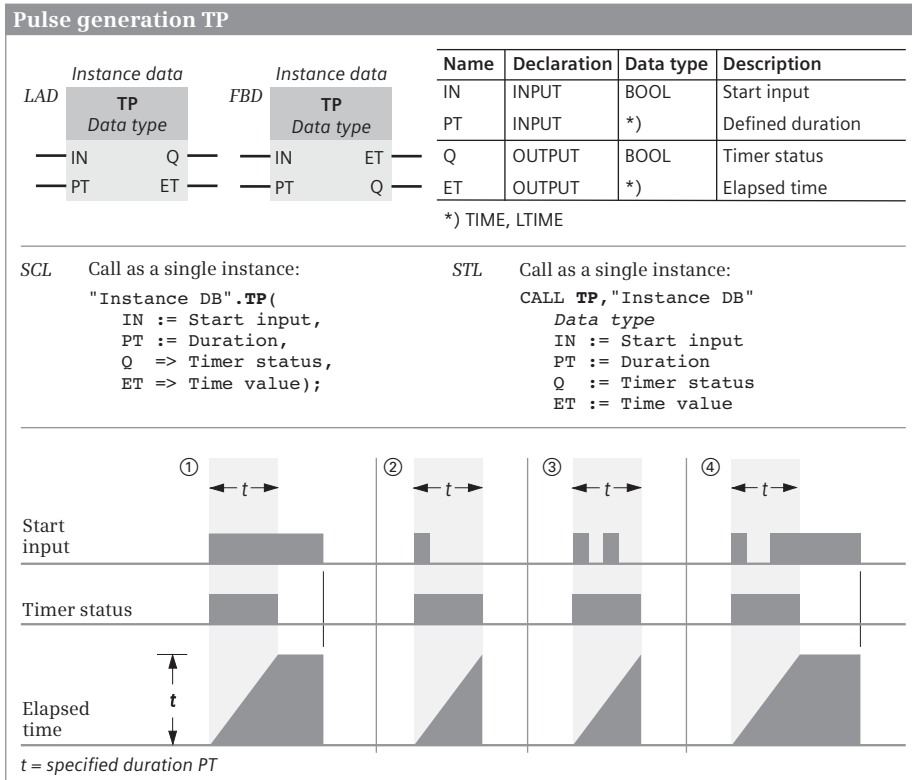 Pulse generation TP
LAD
Instance data
TP
Data type
IN Q
PT ET
FBD
Instance data
TP
Data type
IN ET
PT Q
Name Declaration Data type Description
IN INPUT BOOL Start input
PT INPUT *) Defined duration
Q OUTPUT BOOL Timer status
ET OUTPUT *) Elapsed time
*) TIME, LTIME
SCL Call as a single instance:
"Instance DB".TP(
IN := Start input,
PT := Duration,
Q => Timer status,
ET => Time value);
STL Call as a single instance:
CALL TP,"Instance DB"
Data type
IN := Start input
PT := Duration
Q := Timer status
ET := Time value
① ② ③ ④
t t t t
Start
input
Timer status
Elapsed
time
t
t = specified duration PT